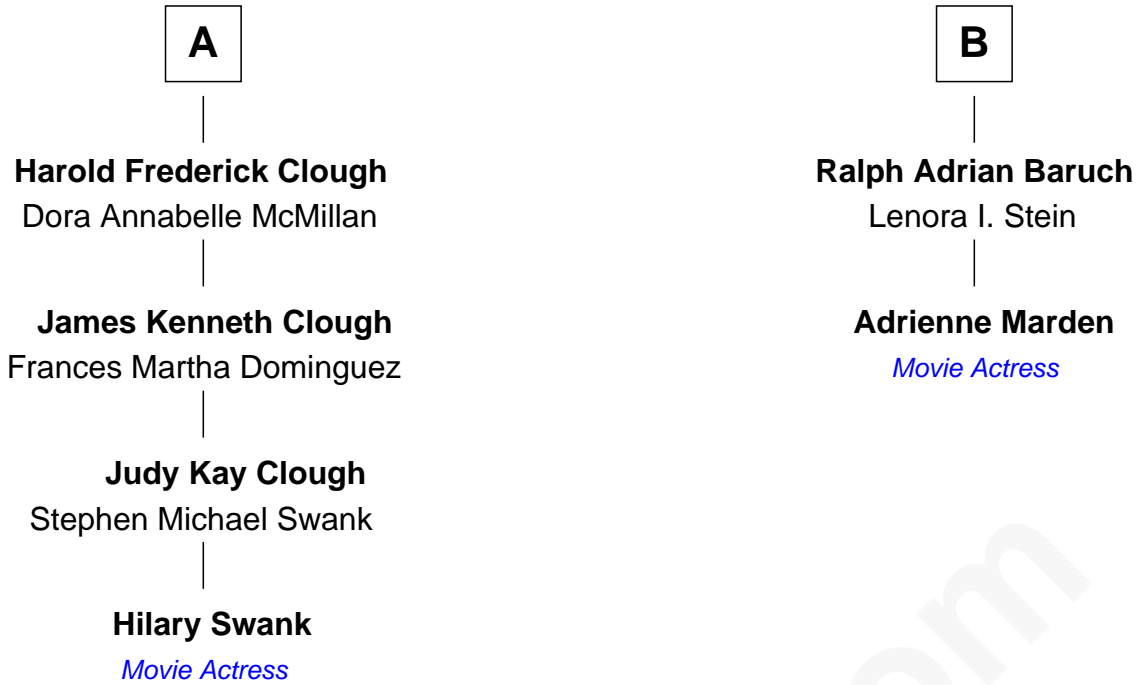 A
Harold Frederick Clough
Dora Annabelle McMillan
James Kenneth Clough
Frances Martha Dominguez
Judy Kay Clough
Stephen Michael Swank
Hilary Swank
Movie Actress
B
Ralph Adrian Baruch
Lenora I. Stein
Adrienne Marden
Movie Actress
om